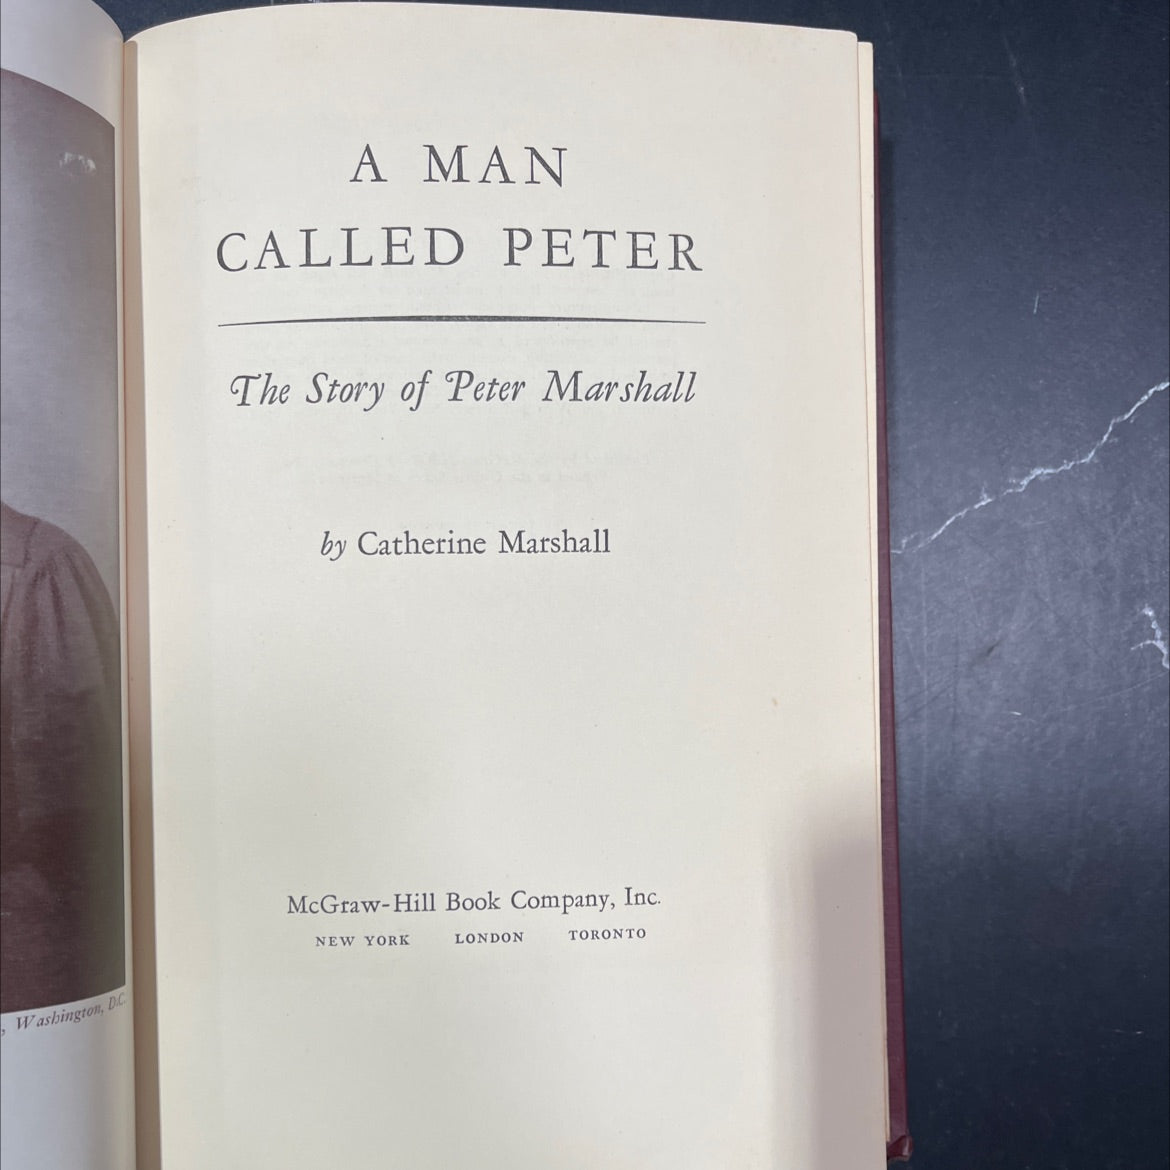 A MAN
CALLED PETER
The Story of Peter Marshall
by Catherine Marshall
McGraw-Hill Book Company, Inc.
NEW YORK LONDON TORONTO
, Washington, D.C.